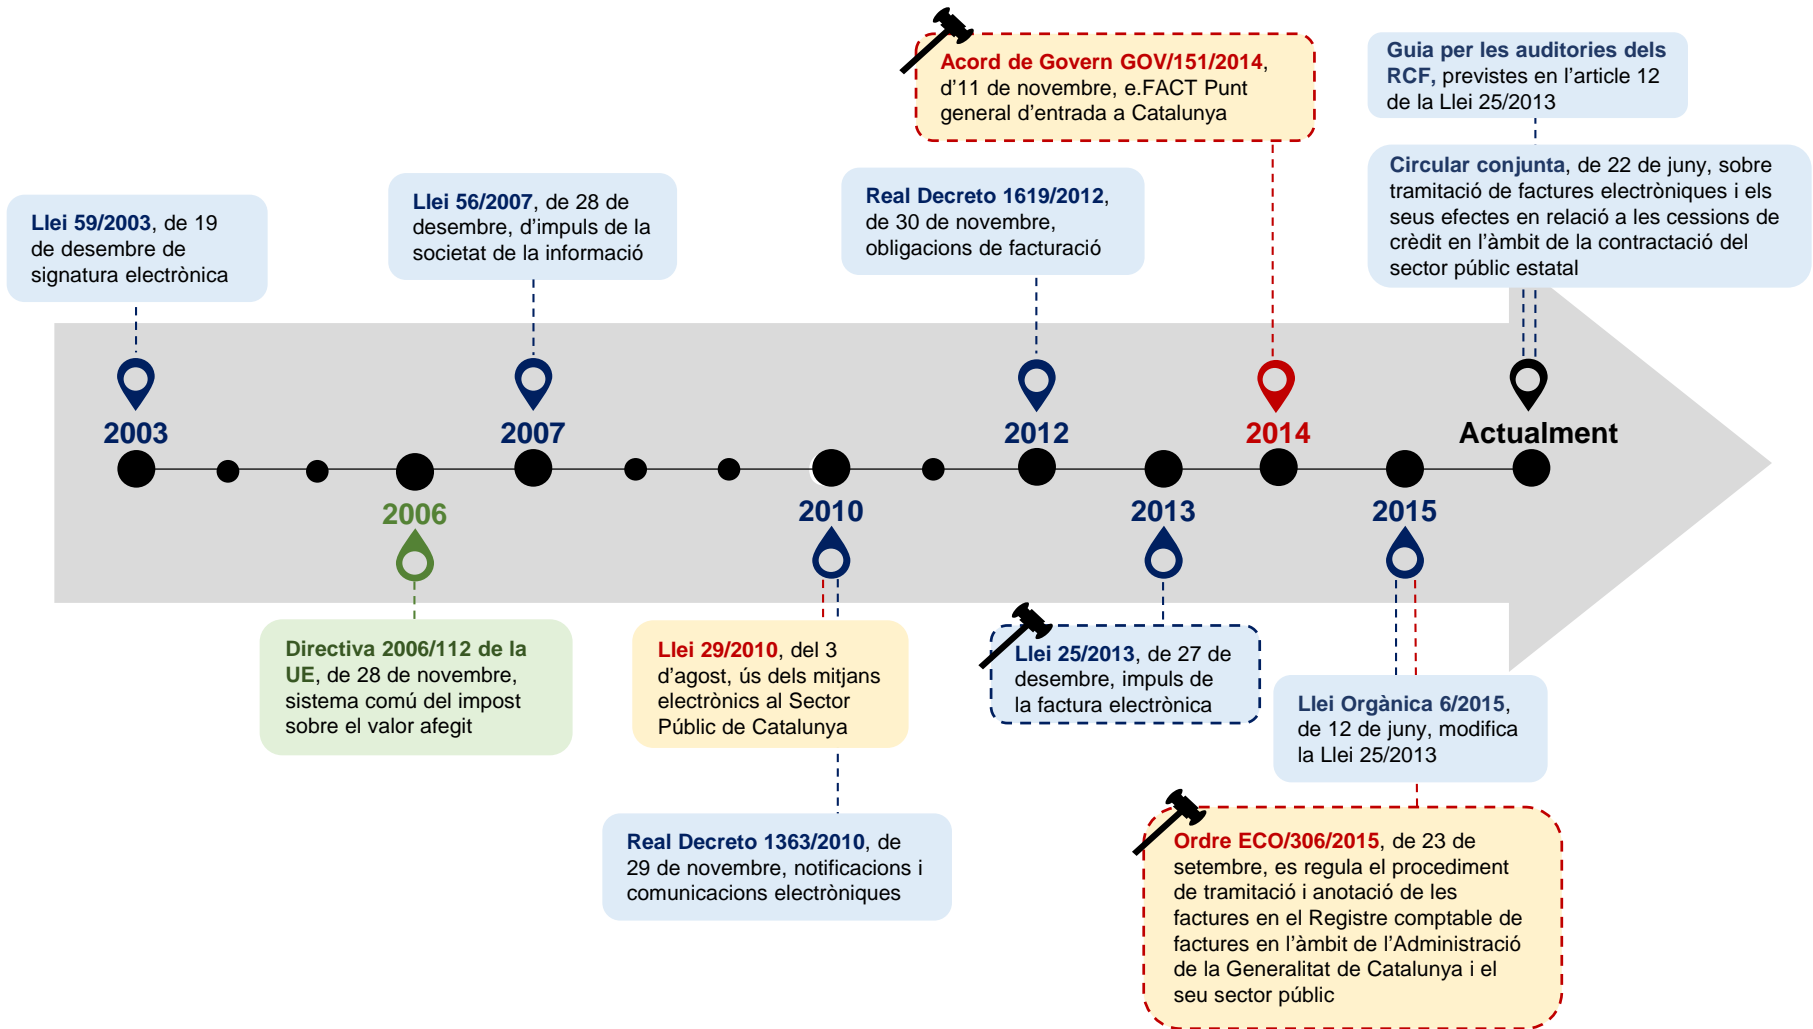 Acord de Govern GOV/151/2014,
d'11 de novembre, e.FACT Punt
general d'entrada a Catalunya
Guia per les auditories dels
RCF, previstes en l'article 12
de la Llei 25/2013
Llei 59/2003, de 19
de desembre de
signatura electrònica
Llei 56/2007, de 28 de
desembre, d'impuls de la
societat de la informació
Real Decreto 1619/2012,
de 30 de novembre,
obligacions de facturació
Circular conjunta, de 22 de juny, sobre
tramitació de factures electròniques i els
seus efectes en relació a les cessions de
crèdit en l'àmbit de la contractació del
sector públic estatal
2003
2007
2012
2014
Actualment
2006
2010
2013
2015
Directiva 2006/112 de la
UE, de 28 de novembre,
sistema comú del impost
sobre el valor afegit
Llei 29/2010, del 3
d'agost, ús dels mitjans
electrònics al Sector
Públic de Catalunya
Llei 25/2013, de 27 de
desembre, impuls de
la factura electrònica
Llei Orgànica 6/2015,
de 12 de juny, modifica
la Llei 25/2013
Real Decreto 1363/2010, de
29 de novembre, notificacions i
comunicacions electròniques
Ordre ECO/306/2015, de 23 de
setembre, es regula el procediment
de tramitació i anotació de les
factures en el Registre comptable de
factures en l'àmbit de l'Administració
de la Generalitat de Catalunya i el
seu sector públic